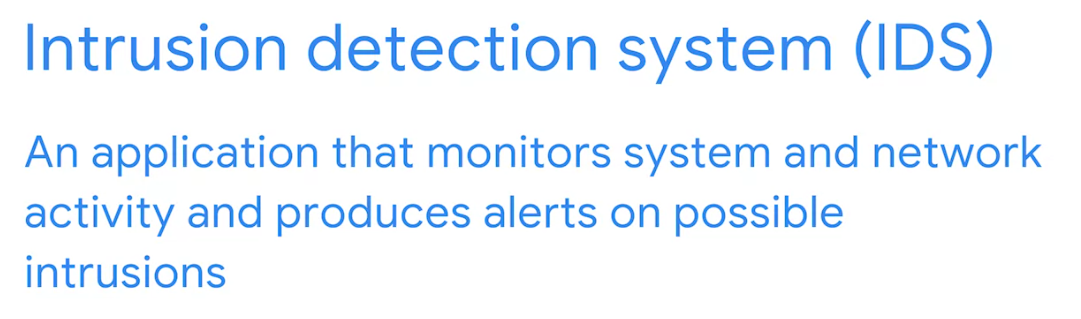 Intrusion detection system (IDS)
An application that monitors system and network
activity and produces alerts on possible
intrusions